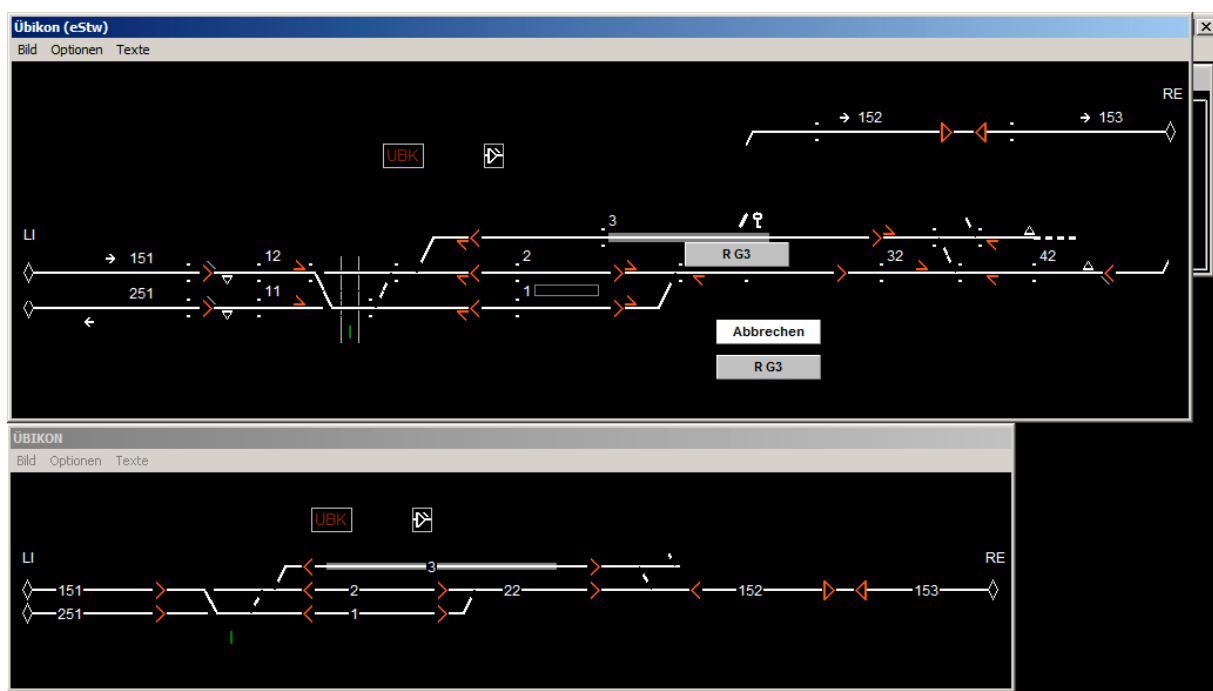 Übikon (eStw)
Bild Optionen Texte
RE
152 153
UBK
LI
3
R G3
151 12 2 32 42
251 11 1
Abbrechen
R G3
ÜBIKON
Bild Optionen Texte
UBK
LI RE
3
151 2 22 152 153
251 1